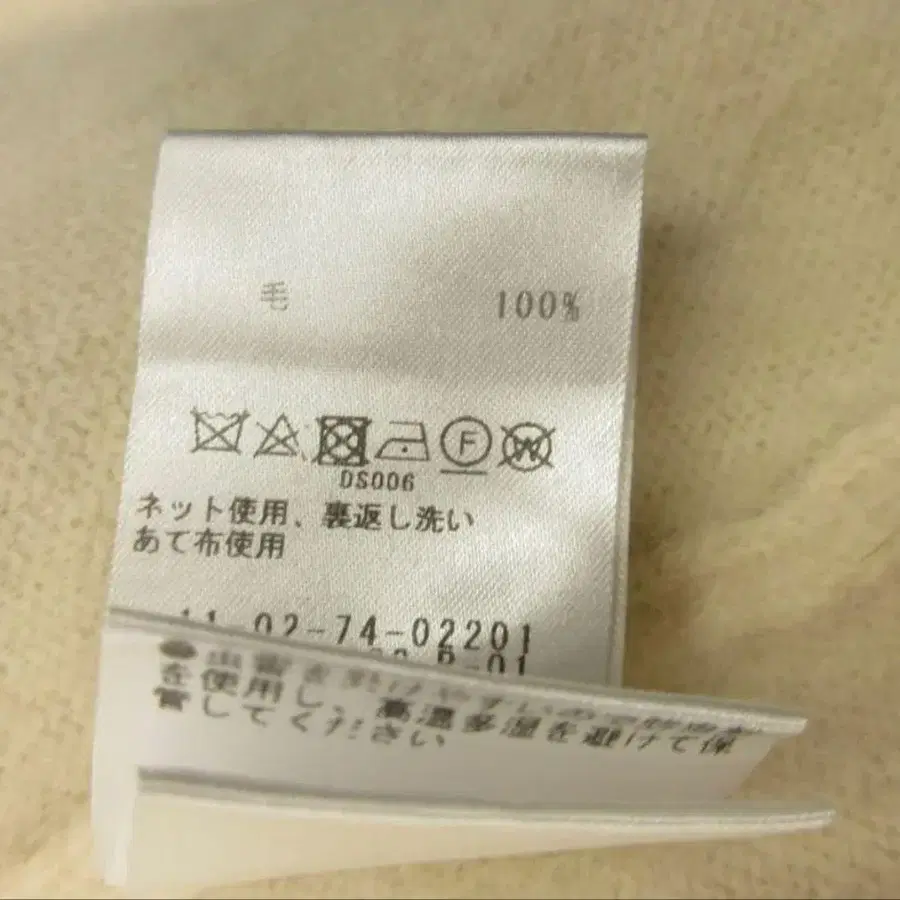 毛 100%
DS006
ネット使用、裏返し洗い
あて布使用
11 02-74-02201
-01
を使用し、高温多湿を避けて保
管してください